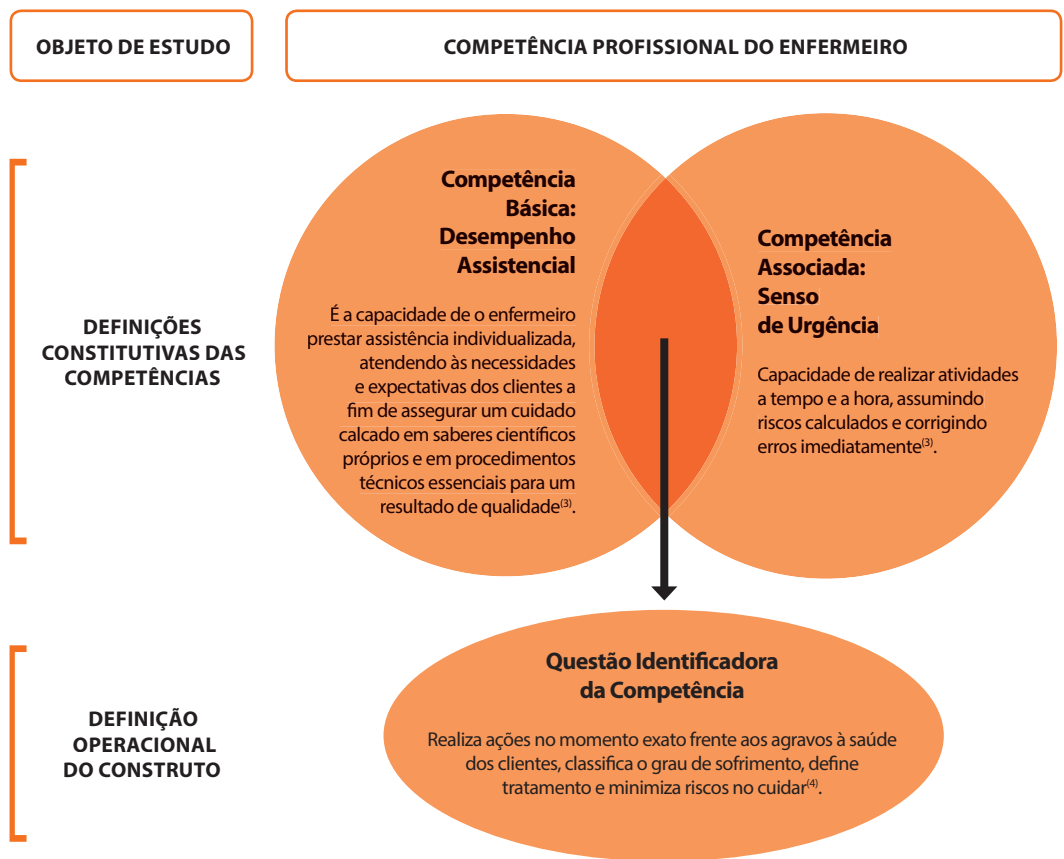 OBJETO DE ESTUDO
COMPETÊNCIA PROFISSIONAL DO ENFERMEIRO
DEFINIÇÕES
CONSTITUTIVAS DAS
COMPETÊNCIAS
Competência
Básica:
Desempenho
Assistencial
É a capacidade de o enfermeiro
prestar assistência individualizada,
atendendo às necessidades
e expectativas dos clientes a
fim de assegurar um cuidado
calcado em saberes científicos
próprios e em procedimentos
técnicos essenciais para um
resultado de qualidade(3).
Competência
Associada:
Senso
de Urgência
Capacidade de realizar atividades
a tempo e a hora, assumindo
riscos calculados e corrigindo
erros imediatamente(3).
DEFINIÇÃO
OPERACIONAL
DO CONSTRUTO
Questão Identificadora
da Competência
Realiza ações no momento exato frente aos agravos à saúde
dos clientes, classifica o grau de sofrimento, define
tratamento e minimiza riscos no cuidar(4).